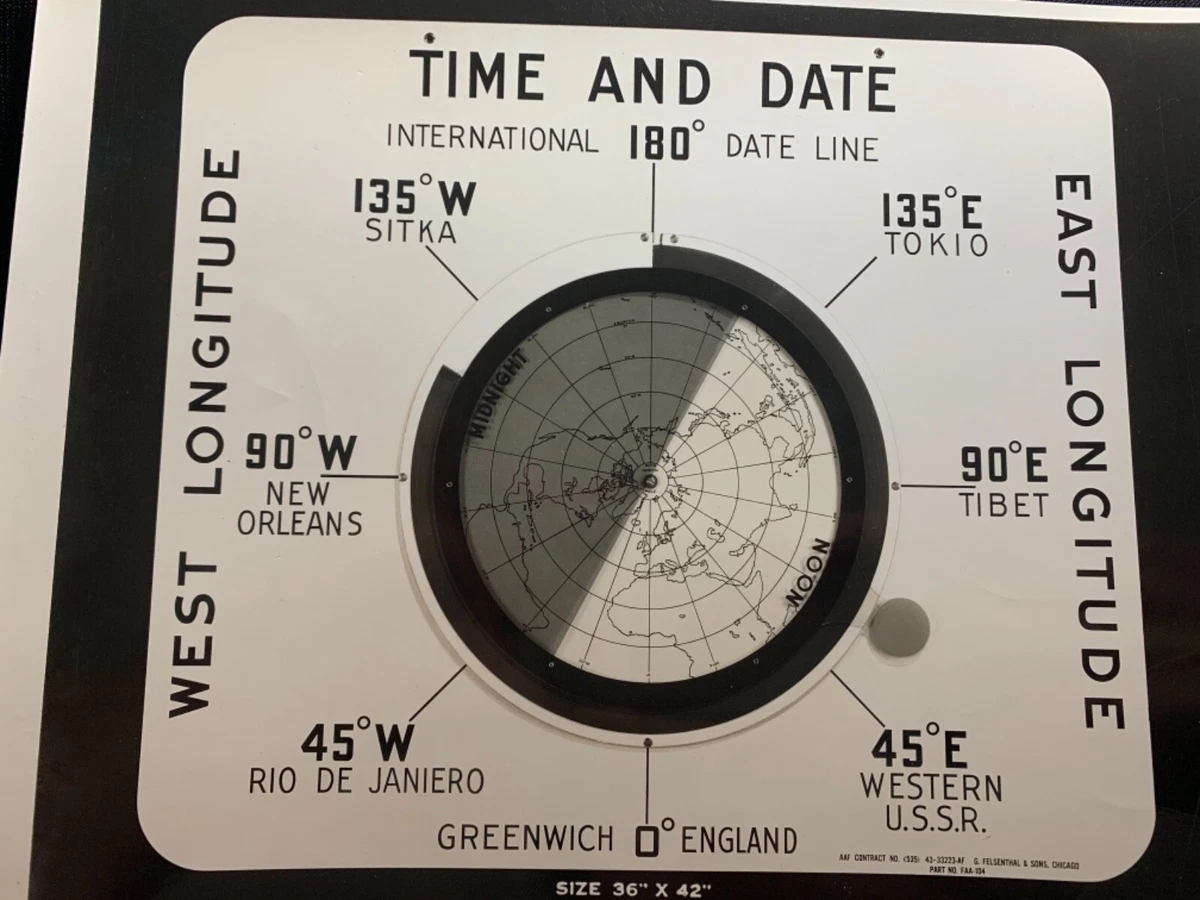 TIME AND DATE
INTERNATIONAL 180° DATE LINE
135°W
SITKA
135°E
TOKIO
WEST LONGITUDE
EAST LONGITUDE
MIDNIGHT
NOON
90°W
NEW
ORLEANS
90°E
TIBET
45°W
RIO DE JANIERO
45°E
WESTERN
U.S.S.R.
GREENWICH 0° ENGLAND
AAF CONTRACT NO. (535) 43-33223-AF G. FELSENTHAL & SONS, CHICAGO
PART NO. FAA-104
SIZE 36" X 42"